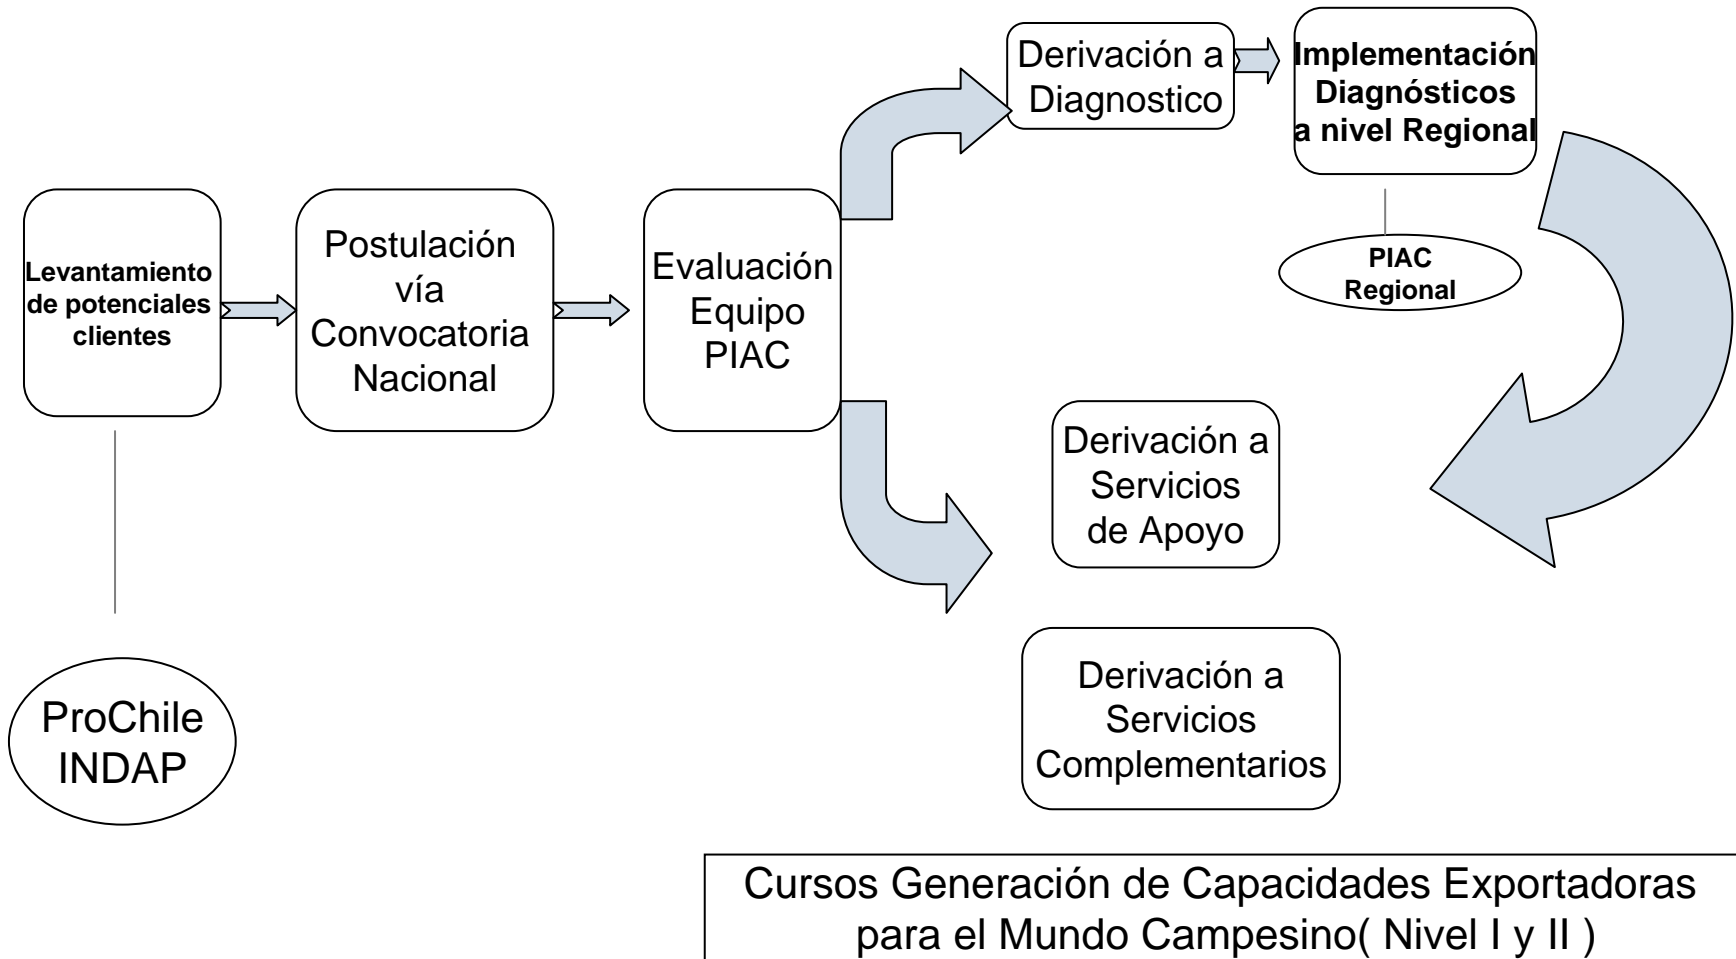 Levantamiento
de potenciales
clientes
Postulación
vía
Convocatoria
Nacional
Evaluación
Equipo
PIAC
Derivación a
Diagnostico
Implementación
Diagnósticos
a nivel Regional
PIAC
Regional
Derivación a
Servicios
de Apoyo
Derivación a
Servicios
Complementarios
ProChile
INDAP
Cursos Generación de Capacidades Exportadoras
para el Mundo Campesino( Nivel I y II )